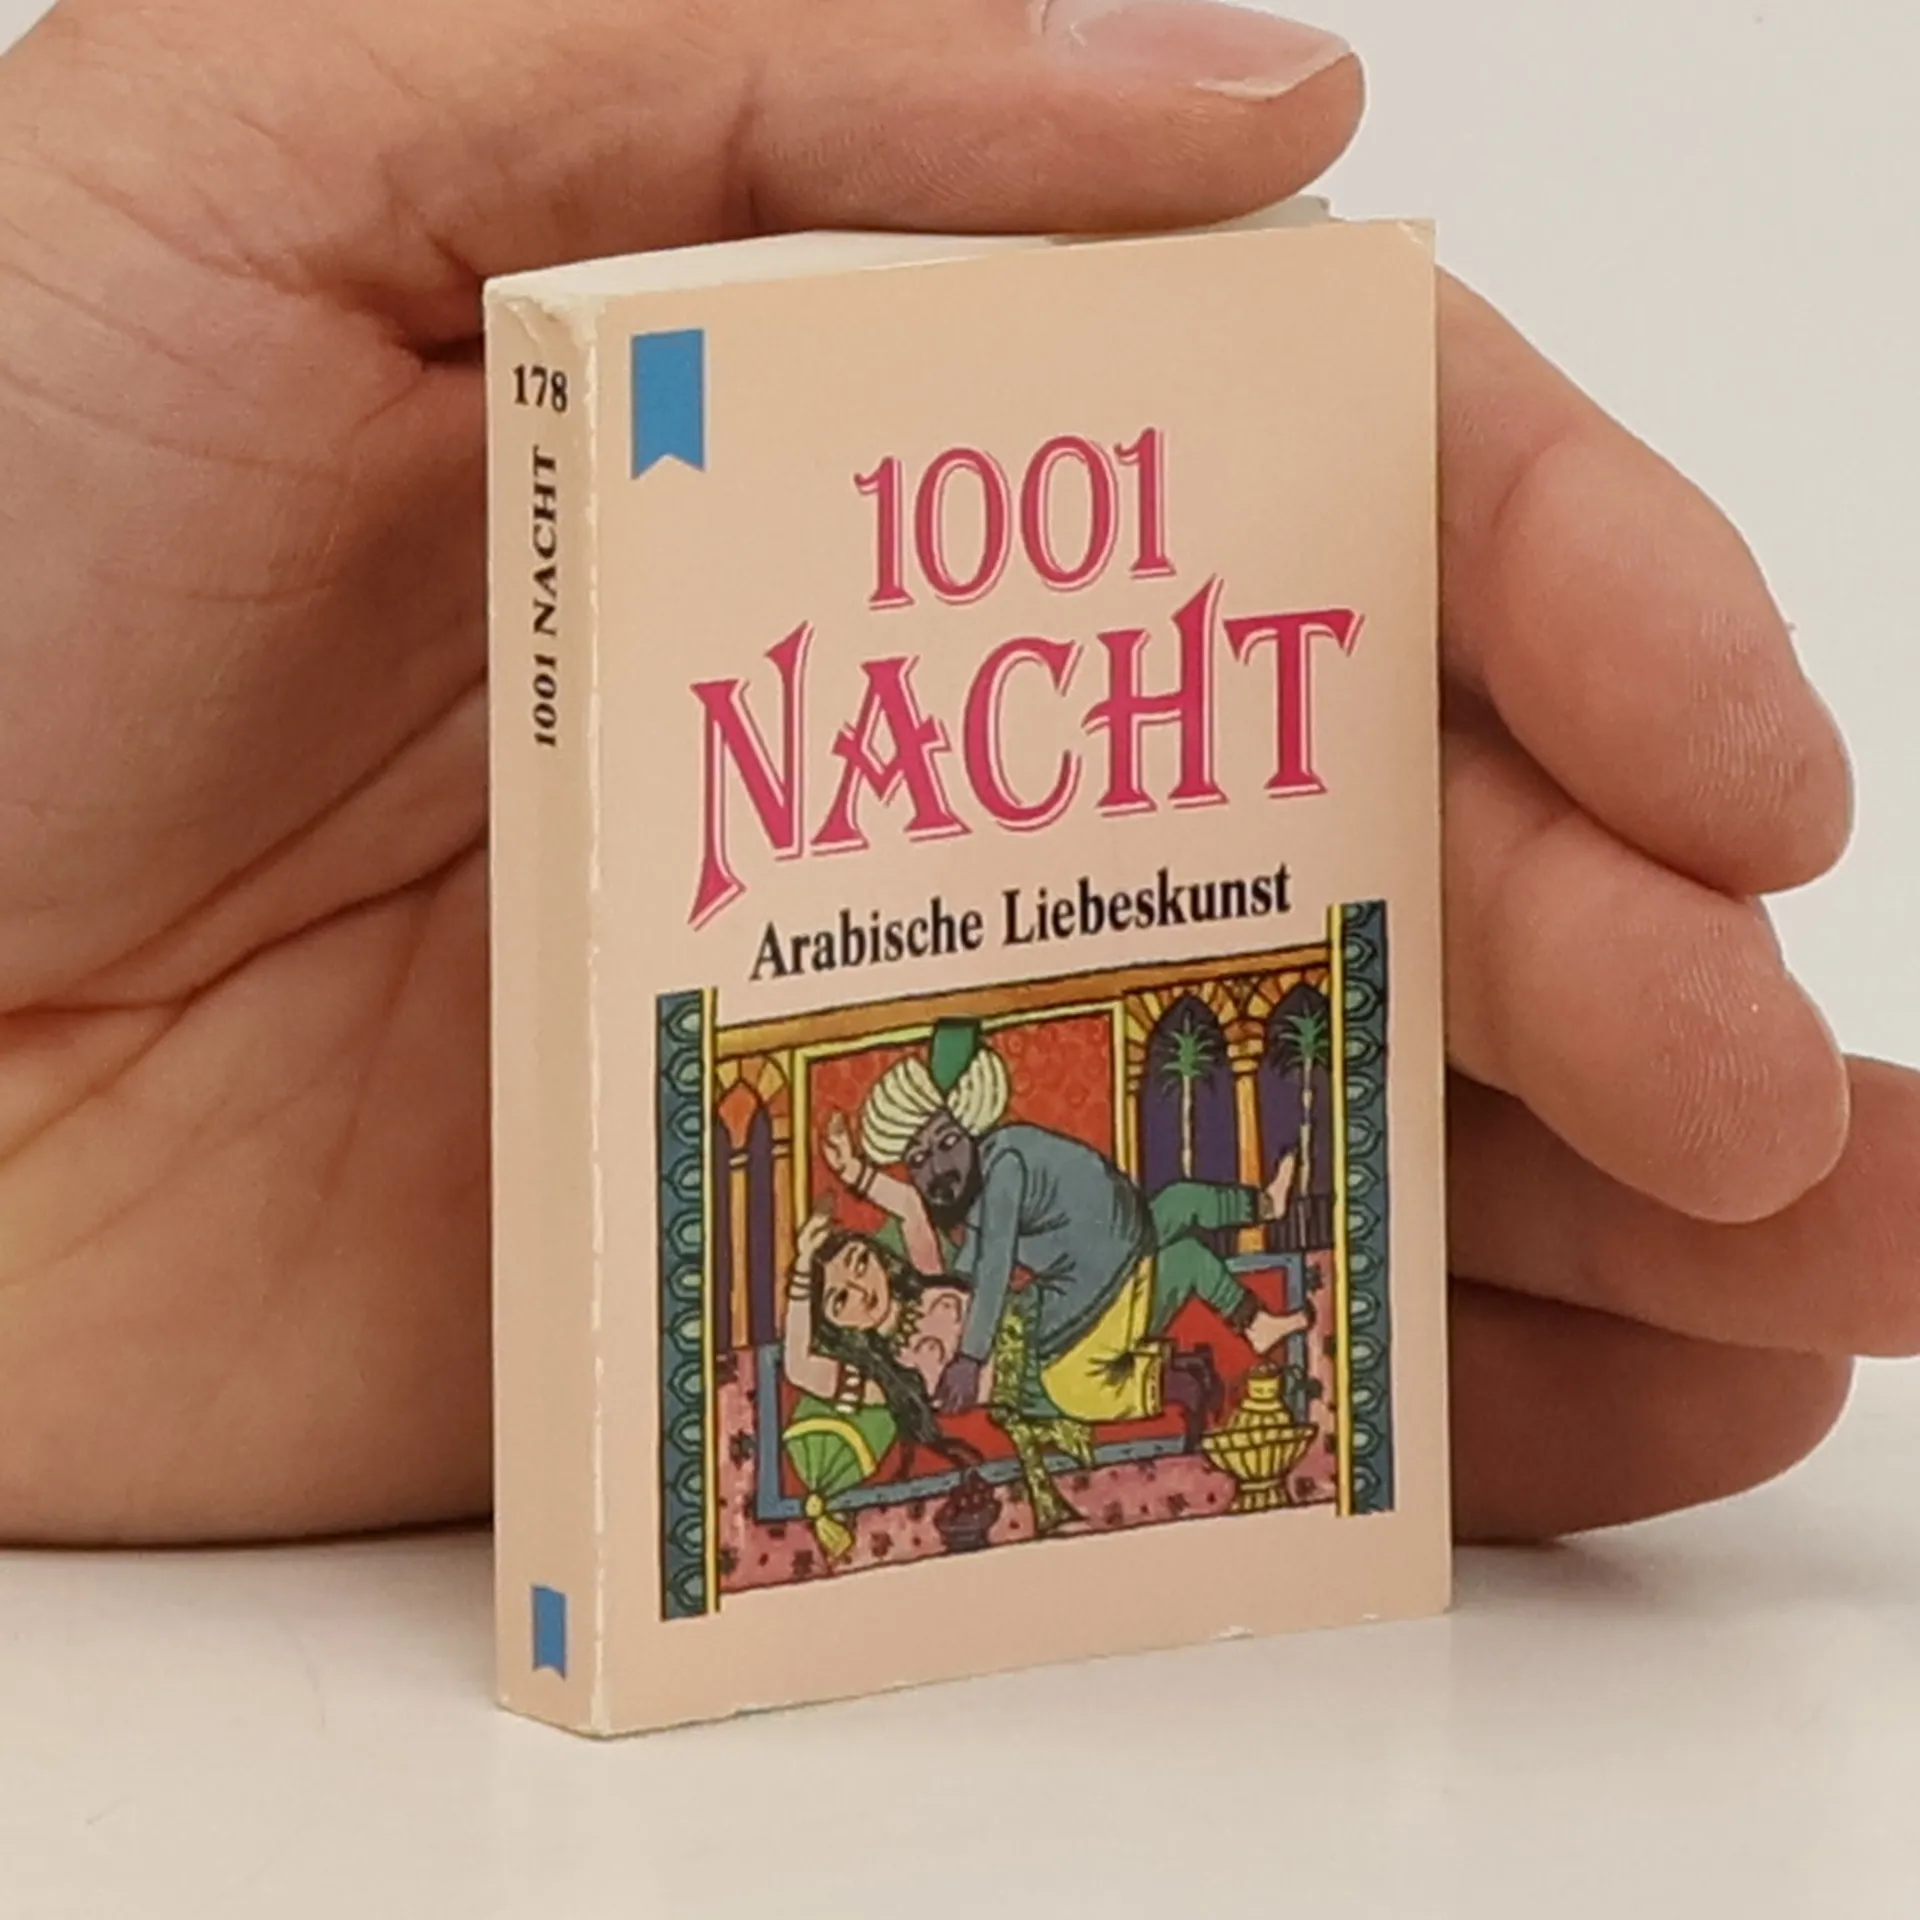 178
1001 NACHT
1001
NACHT
Arabische Liebeskunst